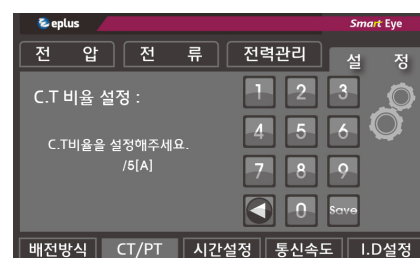 eplus Smart Eye
전 압 전 류 전력관리 설 정
C.T 비율 설정 :
C.T비율을 설정해주세요.
/5[A]
1 2 3
4 5 6
7 8 9
0 Save
배전방식 CT/PT 시간설정 통신속도 I.D설정